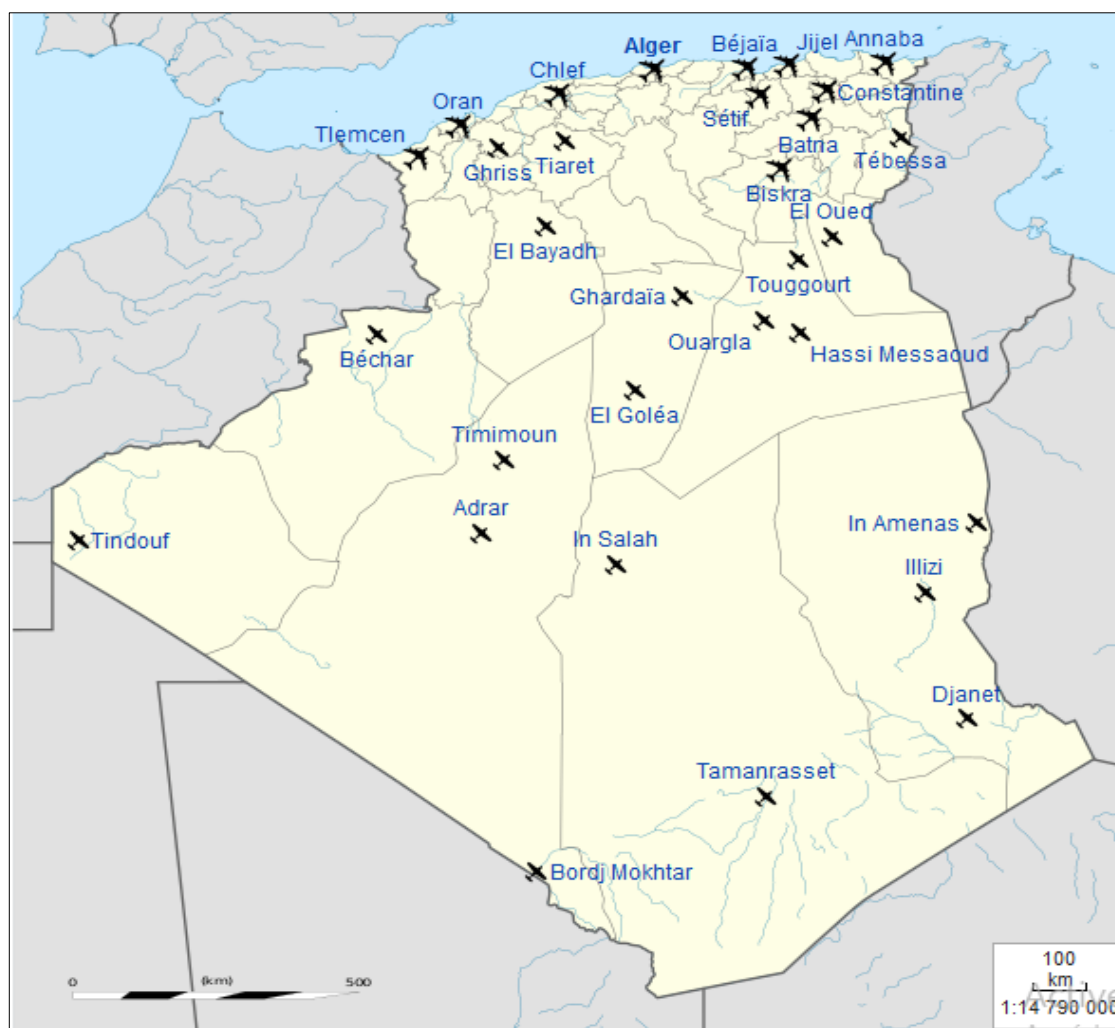 Alger
Béjaïa
Jijel
Annaba
Chlef
Constantine
Oran
Sétif
Tlemcen
Batna
Tébessa
Ghriss
Tiaret
Biskra
El Oued
El Bayadh
Touggourt
Ghardaïa
Ouargla
Hassi Messaoud
Béchar
El Goléa
Timimoun
Adrar
In Amenas
Tindouf
In Salah
Illizi
Djanet
Tamanrasset
Bordj Mokhtar
0 (km) 500
100
km
1:14 790 000